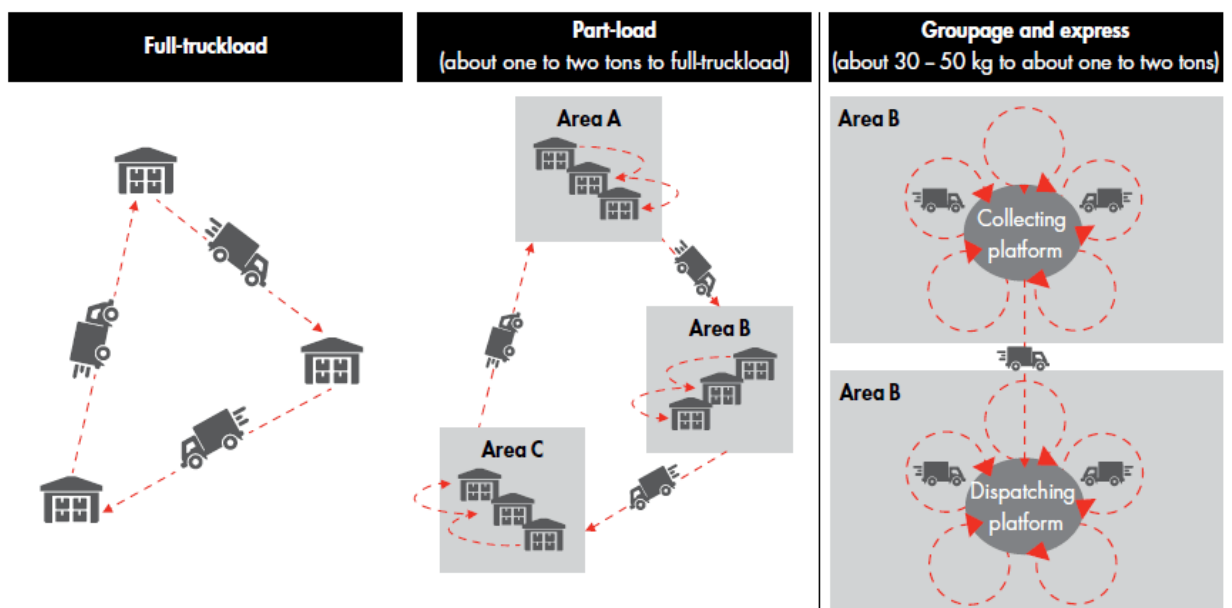 Full-truckload
Part-load
(about one to two tons to full-truckload)
Groupage and express
(about 30 – 50 kg to about one to two tons)
Area A
Area B
Area C
Area B
Collecting
platform
Area B
Dispatching
platform